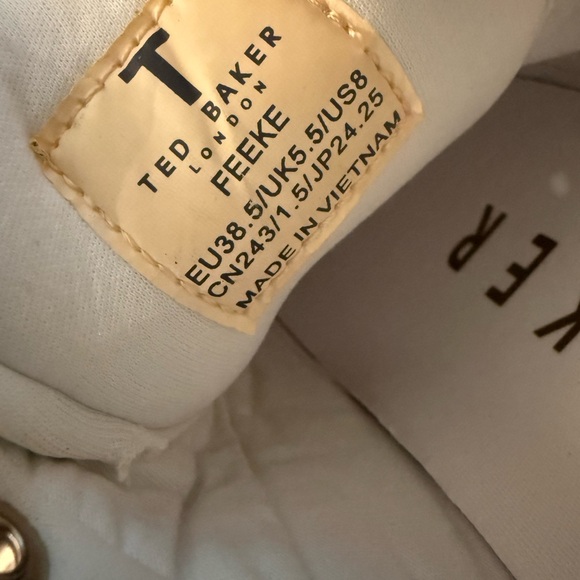 T
TED BAKER
LONDON
FEEKE
EU38.5/UK5.5/US8
CN243/1.5/JP24.25
MADE IN VIETNAM
KER